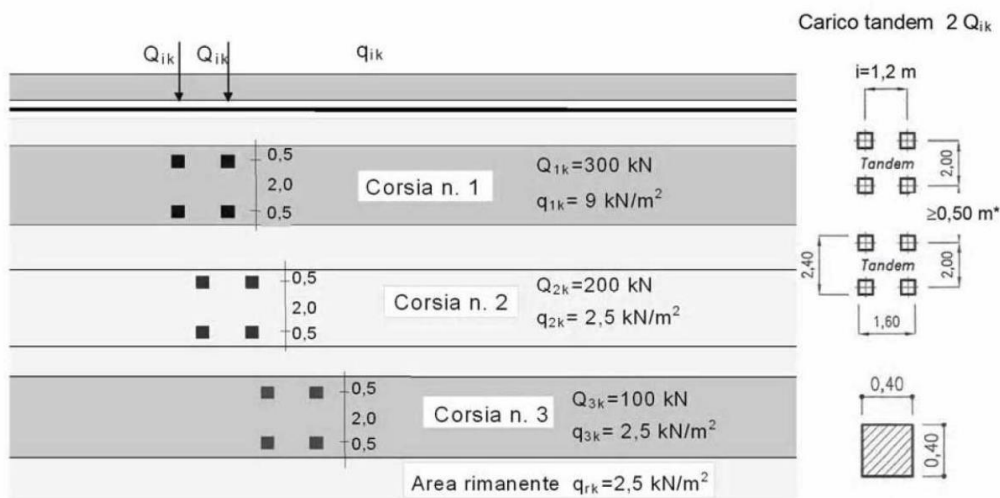 Carico tandem 2 Qik
Qik Qik qik
i=1,2 m
0,5
2,0
0,5
Corsia n. 1
Q1k=300 kN
q1k= 9 kN/m²
Tandem
2,00
≥0,50 m*
0,5
2,0
0,5
Corsia n. 2
Q2k=200 kN
q2k= 2,5 kN/m²
2,40
Tandem
2,00
1,60
0,5
2,0
0,5
Corsia n. 3
Q3k=100 kN
q3k= 2,5 kN/m²
0,40
0,40
Area rimanente qrk=2,5 kN/m²